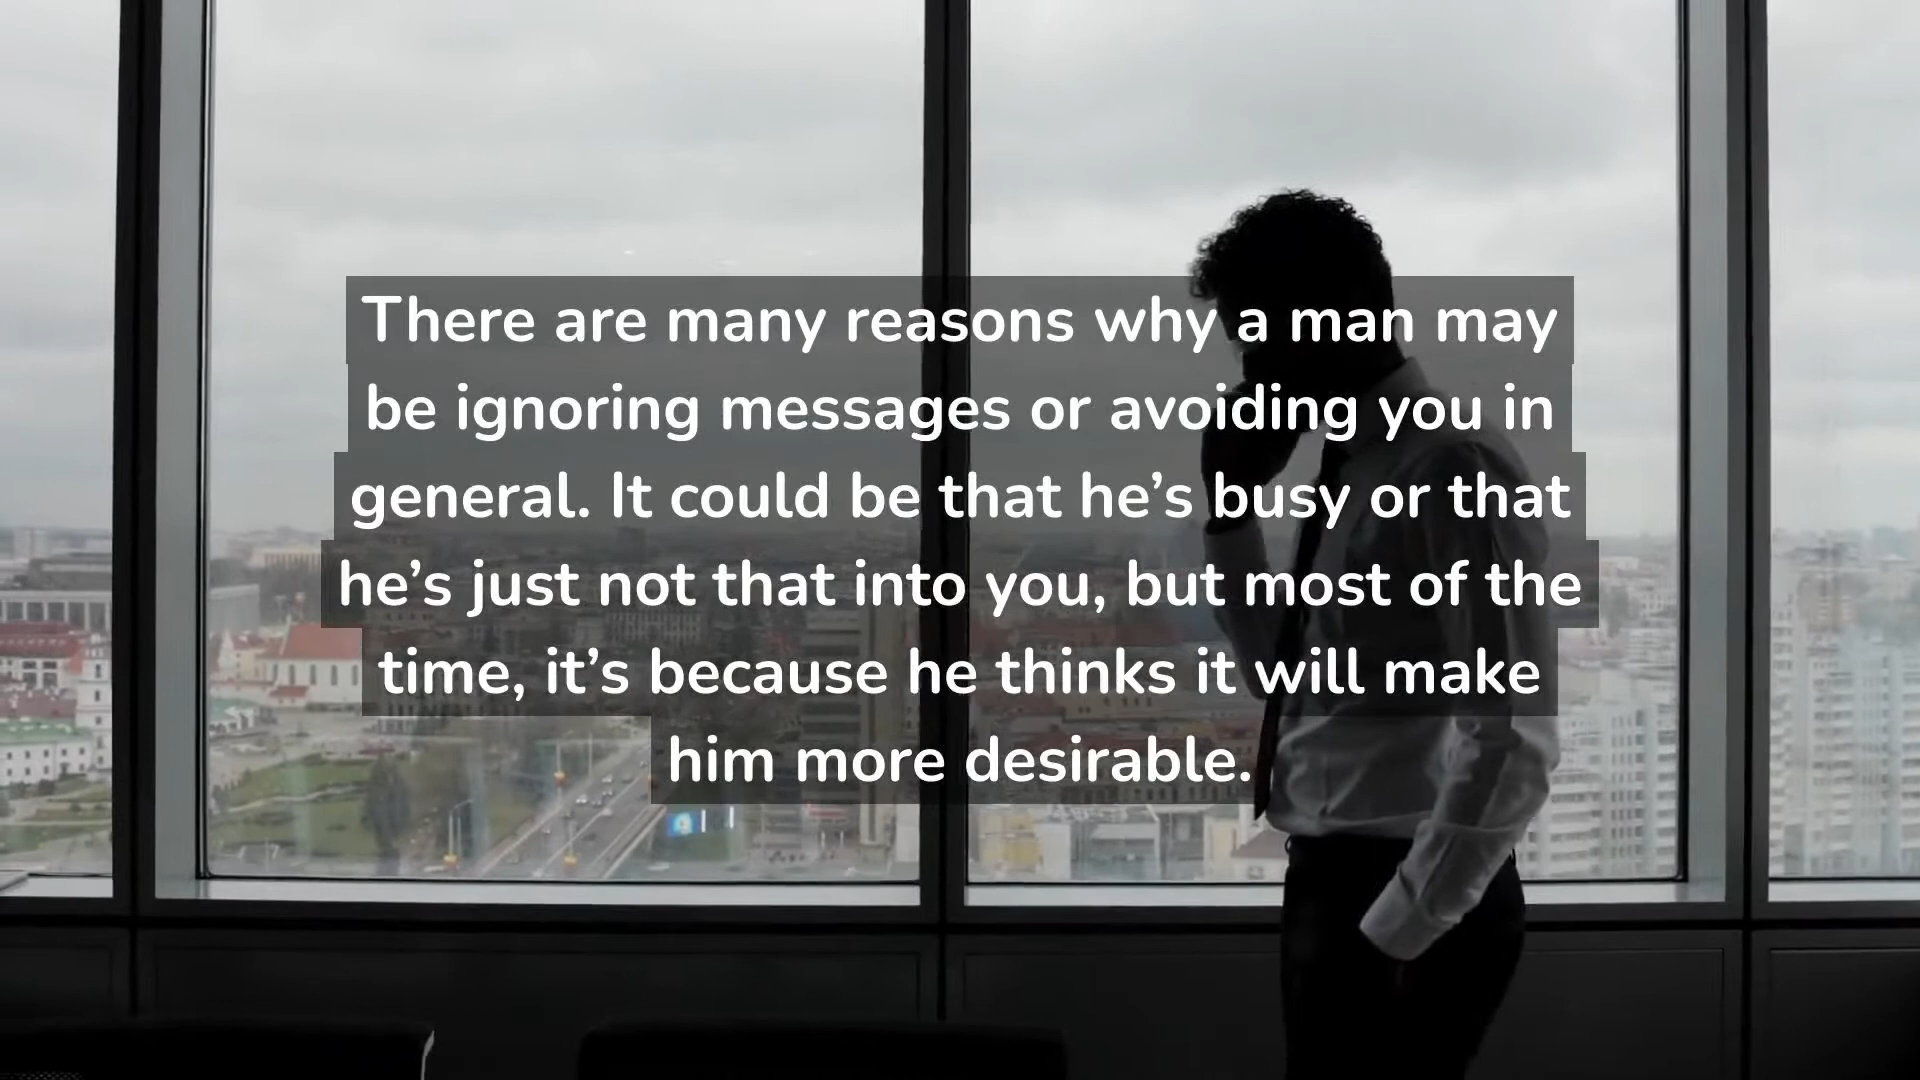 There are many reasons why a man may
be ignoring messages or avoiding you in
general. It could be that he’s busy or that
he’s just not that into you, but most of the
time, it’s because he thinks it will make
him more desirable.